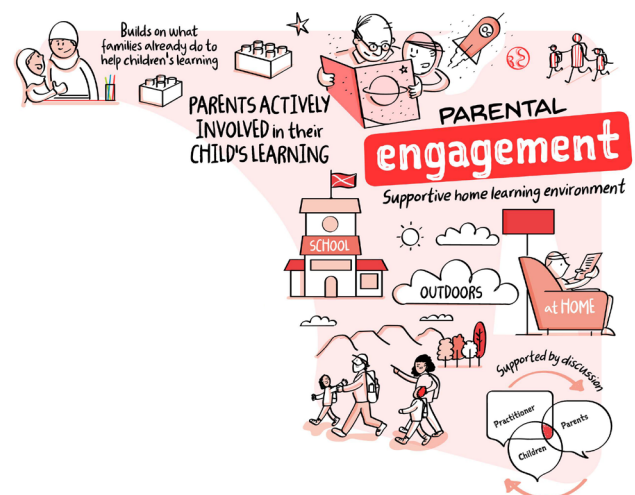 Builds on what
families already do to
help children's learning
PARENTS ACTIVELY
INVOLVED in their
CHILD'S LEARNING
PARENTAL
engagement
Supportive home learning environment
SCHOOL
OUTDOORS
at HOME
Supported by discussion
Practitioner
Parents
Children